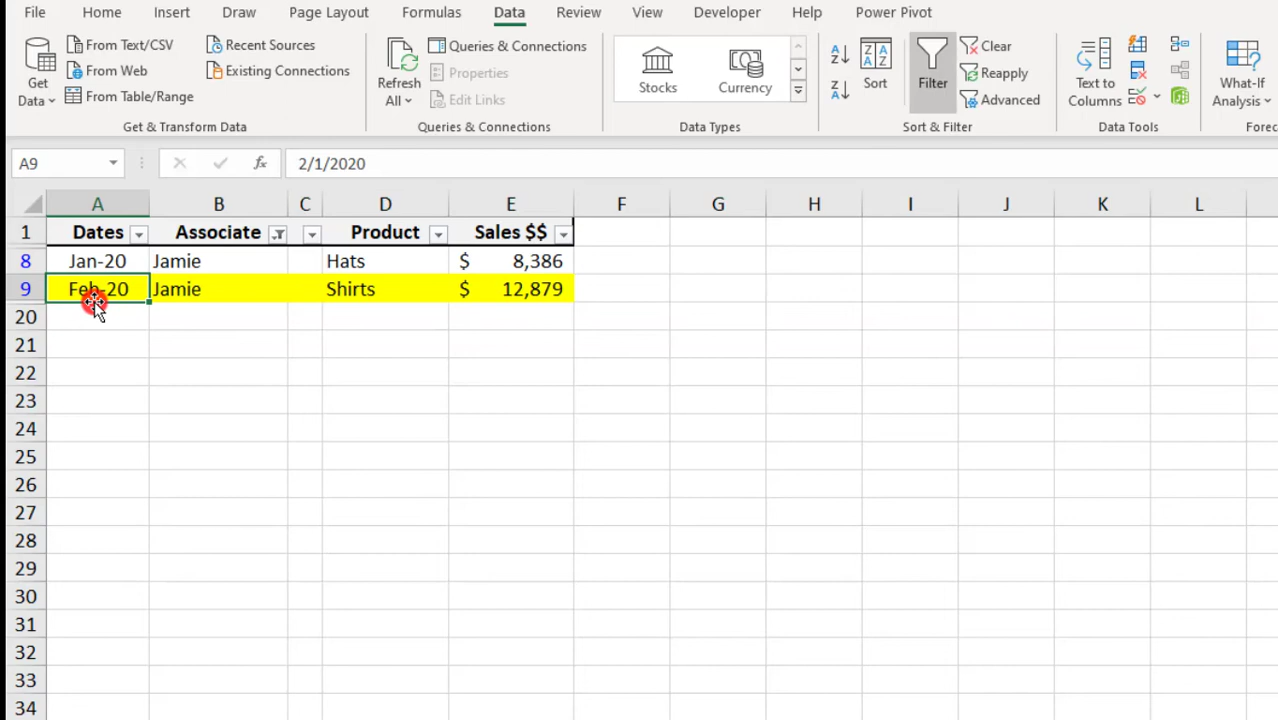 File Home Insert Draw Page Layout Formulas Data Review View Developer Help Power Pivot
Get Data
From Text/CSV
From Web
From Table/Range
Recent Sources
Existing Connections
Get & Transform Data
Refresh All
Queries & Connections
Properties
Edit Links
Queries & Connections
Stocks
Currency
Data Types
Sort
Filter
Clear
Reapply
Advanced
Sort & Filter
Text to Columns
Data Tools
What-If Analysis
Forec
A9 fx 2/1/2020
A B C D E F G H I J K L
1 Dates Associate Product Sales $$
8 Jan-20 Jamie Hats $ 8,386
9 Feb-20 Jamie Shirts $ 12,879
20
21
22
23
24
25
26
27
28
29
30
31
32
33
34